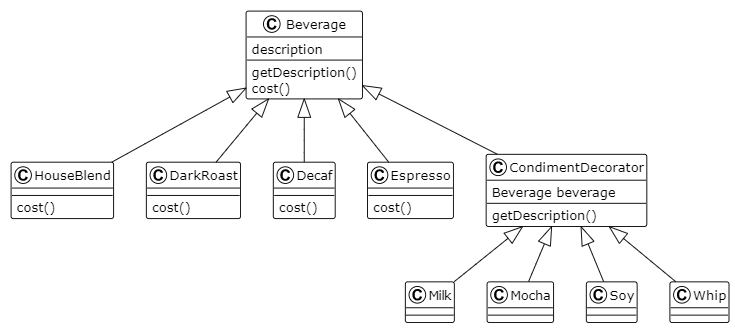 C Beverage
description
getDescription()
cost()
C HouseBlend
cost()
C DarkRoast
cost()
C Decaf
cost()
C Espresso
cost()
C CondimentDecorator
Beverage beverage
getDescription()
C Milk
C Mocha
C Soy
C Whip